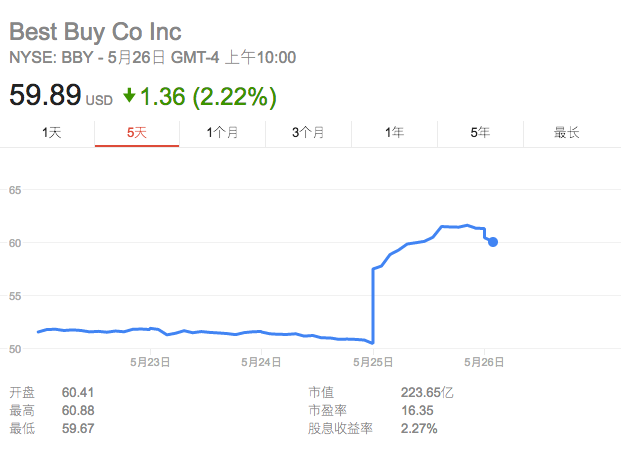 Best Buy Co Inc
NYSE: BBY - 5月26日 GMT-4 上午10:00
59.89 USD ↓1.36 (2.22%)
1天 5天 1个月 3个月 1年 5年 最长
65
60
55
50
5月23日 5月24日 5月25日 5月26日
开盘 60.41 市值 223.65亿
最高 60.88 市盈率 16.35
最低 59.67 股息收益率 2.27%